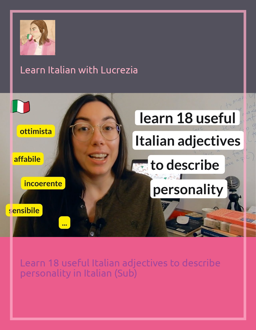 Learn Italian with Lucrezia
learn 18 useful
Italian adjectives
to describe
personality
ottimista
affabile
incoerente
sensibile
...
Learn 18 useful Italian adjectives to describe
personality in Italian (Sub)